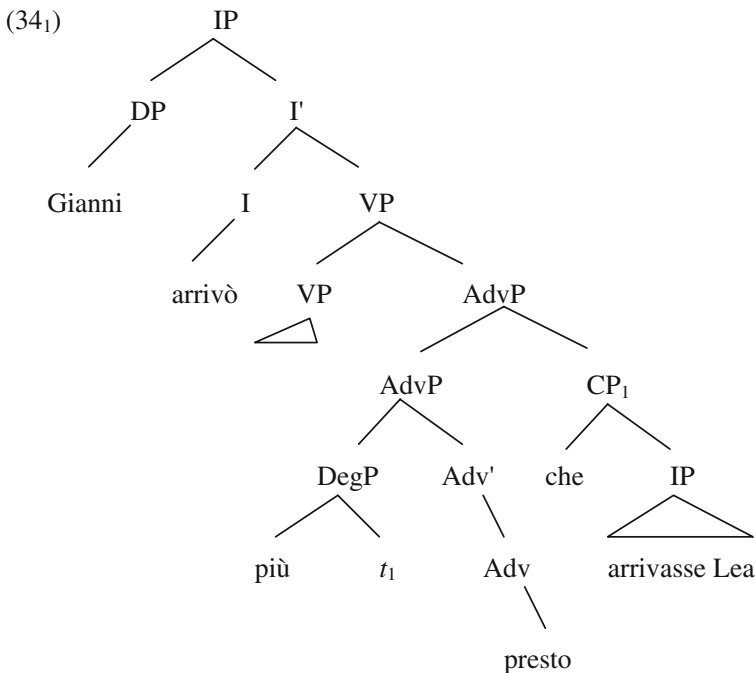 (34₁) IP
DP I'
Gianni I VP
arrivò VP AdvP
AdvP CP₁
DegP Adv' che IP
più t₁ Adv arrivasse Lea
presto